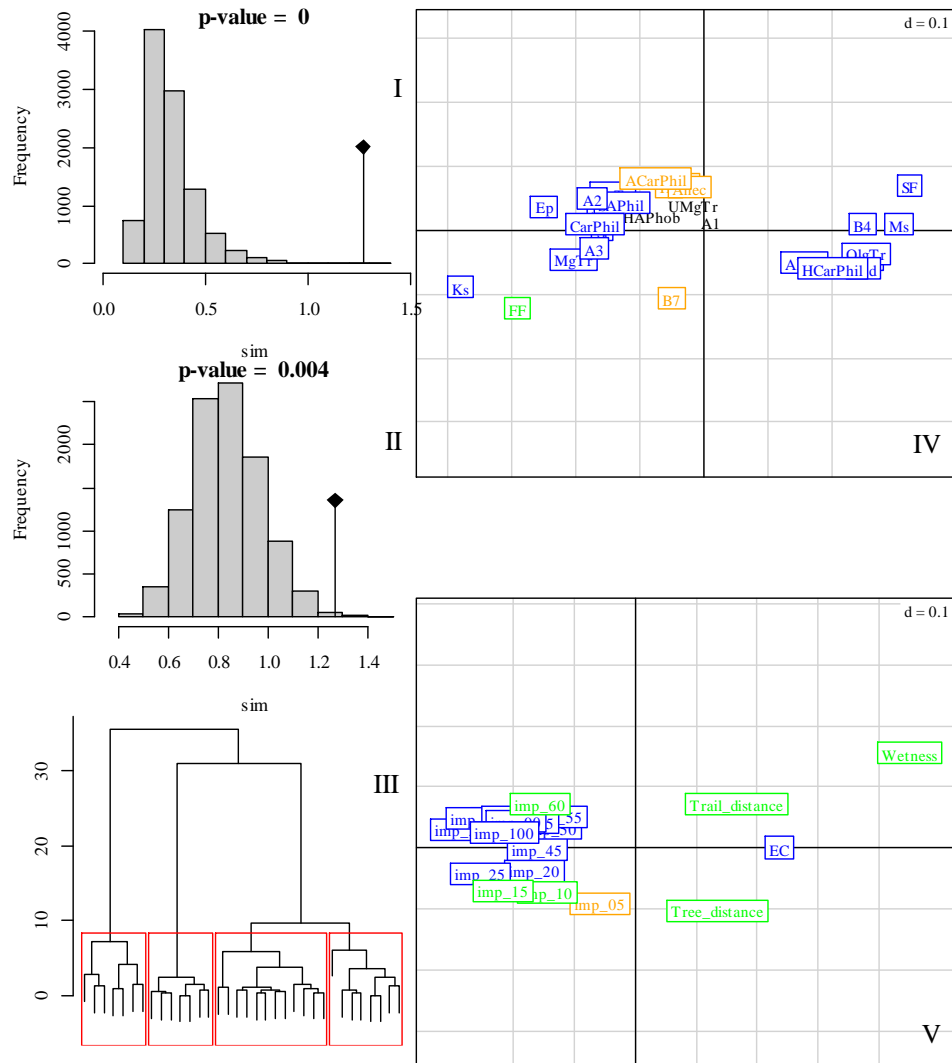 p-value = 0
4000
3000
2000
1000
0
Frequency
0.0 0.5 1.0 1.5
sim
I
p-value = 0.004
2000
1000
500
0
Frequency
0.4 0.6 0.8 1.0 1.2 1.4
sim
II
30
20
10
0
III
d = 0.1
ACarPhil
SF
A2
APhil
UMgTr
Ep
HAPhob
A1
CarPhil
B4
Ms
A3
MgTr
OlgTr
HCarPhil
Ks
B7
FF
IV
d = 0.1
Wetness
imp_60
Trail_distance
imp_100
imp_45
EC
imp_25
imp_20
imp_15
imp_10
imp_05
Tree_distance
V